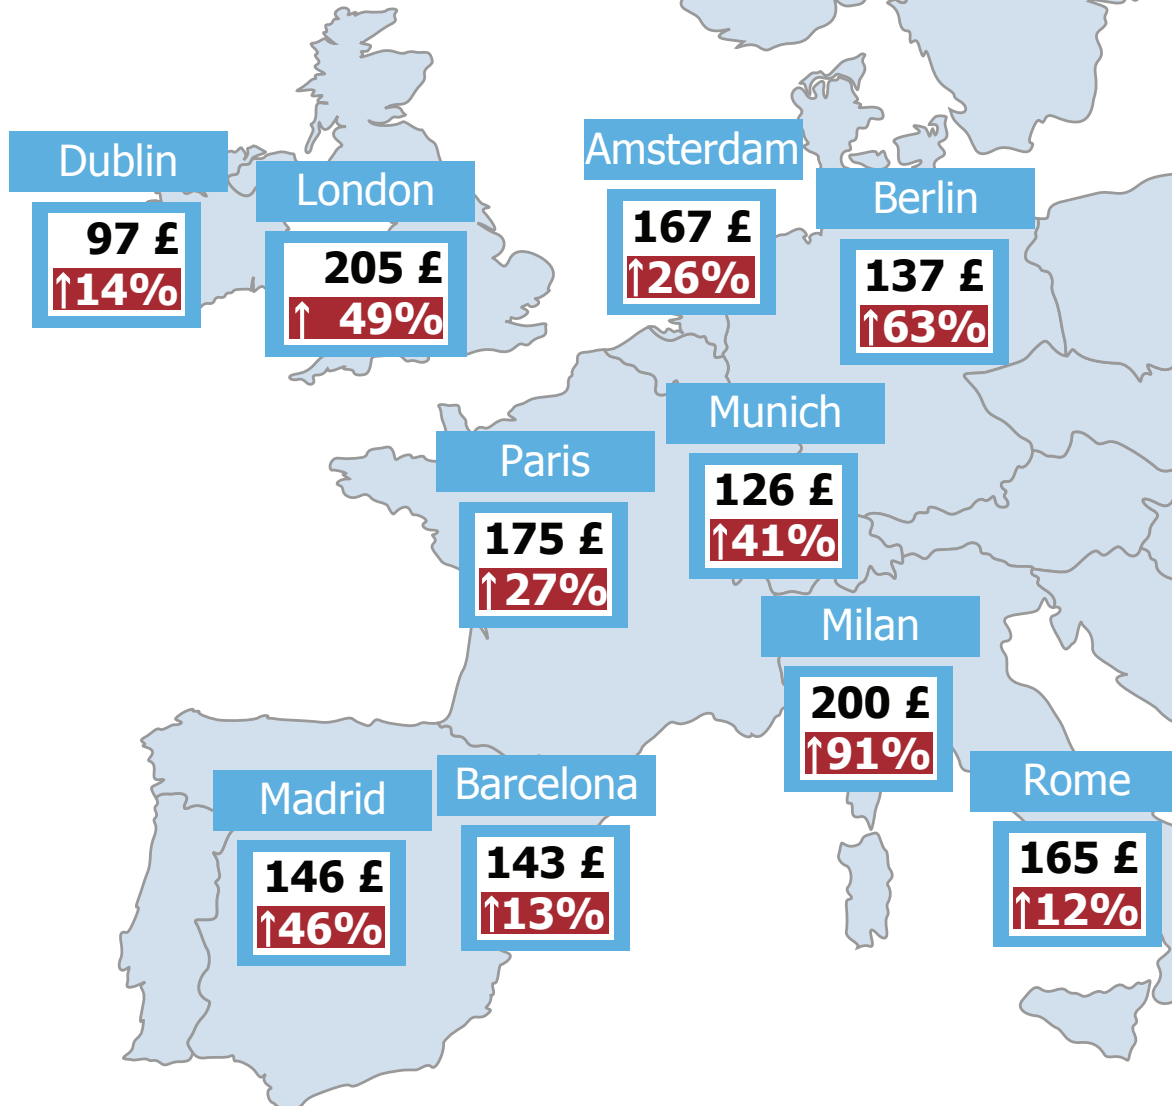 Dublin
97 £
↑14%
London
205 £
↑ 49%
Amsterdam
167 £
↑26%
Berlin
137 £
↑63%
Munich
126 £
↑41%
Paris
175 £
↑27%
Milan
200 £
↑91%
Madrid
146 £
↑46%
Barcelona
143 £
↑13%
Rome
165 £
↑12%